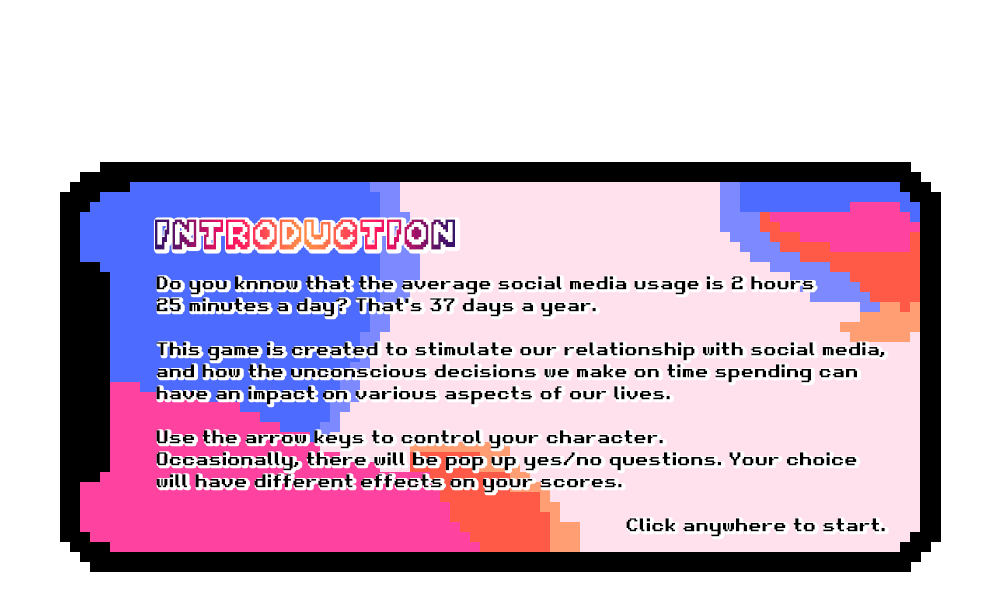 INTRODUCTION
Do you knnow that the average social media usage is 2 hours
25 minutes a day? That's 37 days a year.
This game is created to stimulate our relationship with social media,
and how the unconscious decisions we make on time spending can
have an impact on various aspects of our lives.
Use the arrow keys to control your character.
Occasionally, there will be pop up yes/no questions. Your choice
will have different effects on your scores.
Click anywhere to start.